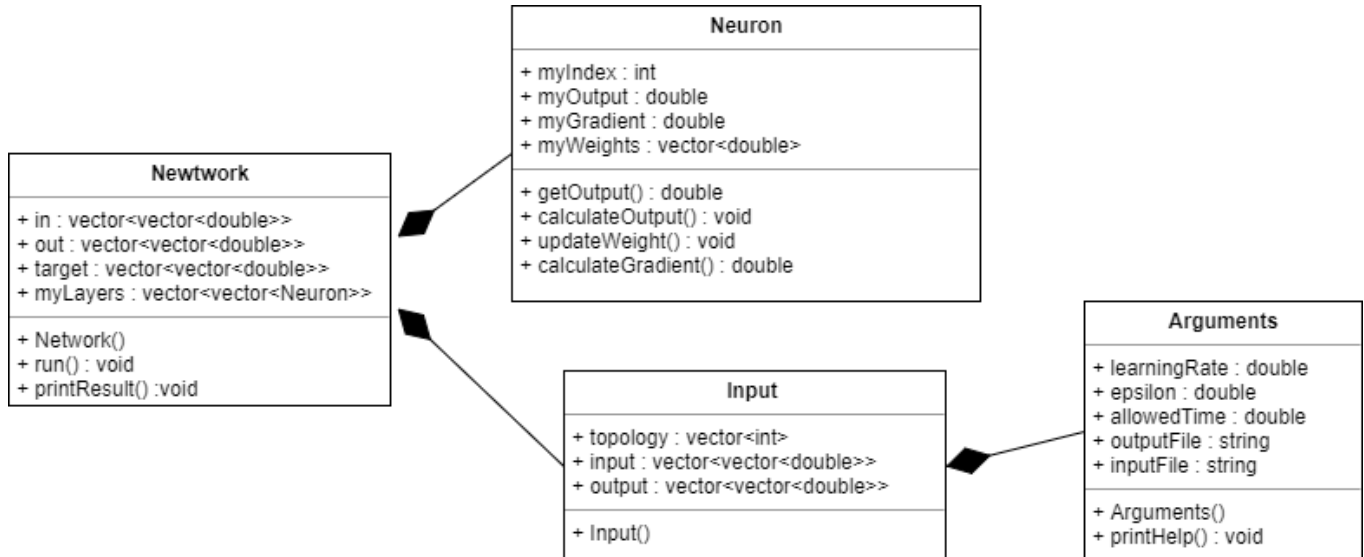 Neuron
+ myIndex : int
+ myOutput : double
+ myGradient : double
+ myWeights : vector<double>
+ getOutput() : double
+ calculateOutput() : void
+ updateWeight() : void
+ calculateGradient() : double
Newtwork
+ in : vector<vector<double>>
+ out : vector<vector<double>>
+ target : vector<vector<double>>
+ myLayers : vector<vector<Neuron>>
+ Network()
+ run() : void
+ printResult() :void
Input
+ topology : vector<int>
+ input : vector<vector<double>>
+ output : vector<vector<double>>
+ Input()
Arguments
+ learningRate : double
+ epsilon : double
+ allowedTime : double
+ outputFile : string
+ inputFile : string
+ Arguments()
+ printHelp() : void